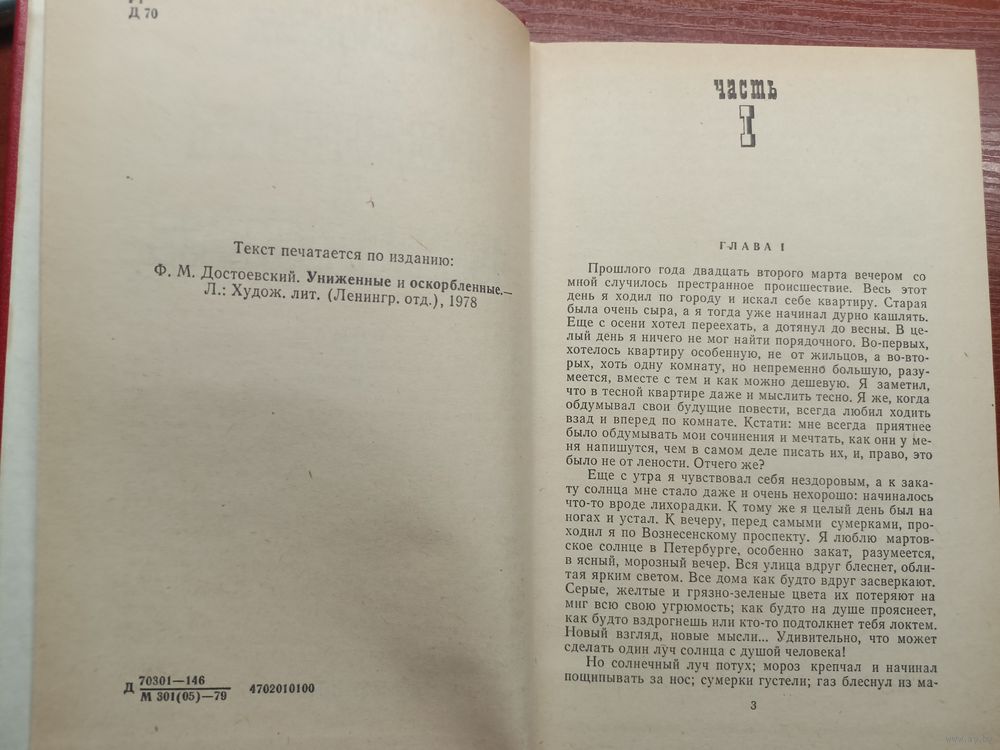 Д 70
Текст печатается по изданию:
Ф. М. Достоевский. Униженные и оскорбленные.—
Л.: Худож. лит. (Ленингр. отд.), 1978
Д 70301—146
М 301(05)—79
4702010100
часть
I
ГЛАВА I
Прошлого года двадцать второго марта вечером со
мной случилось престранное происшествие. Весь этот
день я ходил по городу и искал себе квартиру. Старая
была очень сыра, а я тогда уже начинал дурно кашлять.
Еще с осени хотел переехать, а дотянул до весны. В це-
лый день я ничего не мог найти порядочного. Во-первых,
хотелось квартиру особенную, не от жильцов, а во-вто-
рых, хоть одну комнату, но непременно большую, разу-
меется, вместе с тем и как можно дешевую. Я заметил,
что в тесной квартире даже и мыслить тесно. Я же, когда
обдумывал свои будущие повести, всегда любил ходить
взад и вперед по комнате. Кстати: мне всегда приятнее
было обдумывать мои сочинения и мечтать, как они у ме-
ня напишутся, чем в самом деле писать их, и, право, это
было не от лености. Отчего же?
Еще с утра я чувствовал себя нездоровым, а к зака-
ту солнца мне стало даже и очень нехорошо: начиналось
что-то вроде лихорадки. К тому же я целый день был на
ногах и устал. К вечеру, перед самыми сумерками, про-
ходил я по Вознесенскому проспекту. Я люблю мартов-
ское солнце в Петербурге, особенно закат, разумеется,
в ясный, морозный вечер. Вся улица вдруг блеснет, обли-
тая ярким светом. Все дома как будто вдруг засверкают.
Серые, желтые и грязно-зеленые цвета их потеряют на
миг всю свою угрюмость; как будто на душе прояснеет,
как будто вздрогнешь или кто-то подтолкнет тебя локтем.
Новый взгляд, новые мысли... Удивительно, что может
сделать один луч солнца с душой человека!
Но солнечный луч потух; мороз крепчал и начинал
пощипывать за нос; сумерки густели; газ блеснул из ма-
3